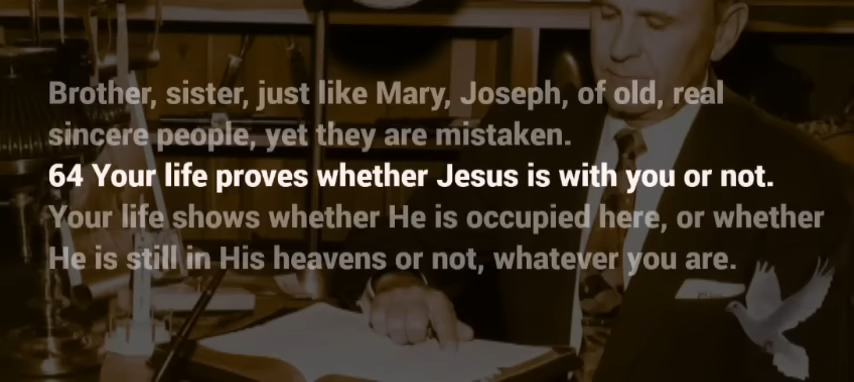 Brother, sister, just like Mary, Joseph, of old, real
sincere people, yet they are mistaken.
64 Your life proves whether Jesus is with you or not.
Your life shows whether He is occupied here, or whether
He is still in His heavens or not, whatever you are.